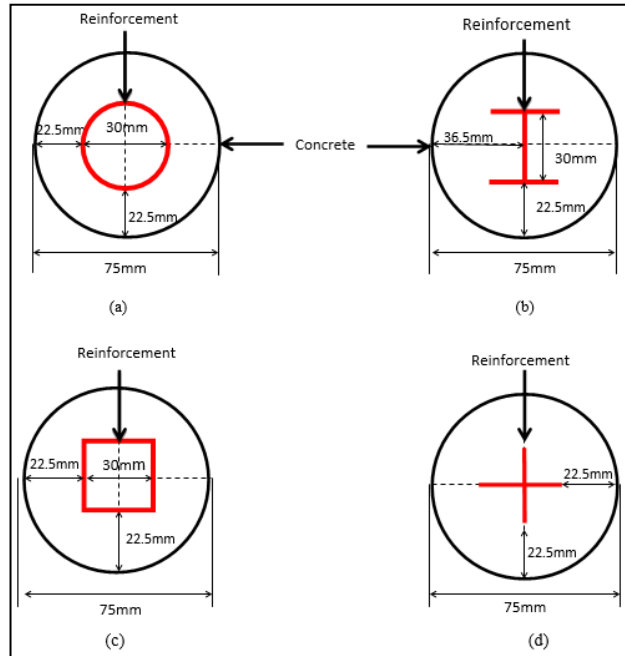 Reinforcement
22.5mm
30mm
22.5mm
75mm
(a)
Concrete
Reinforcement
36.5mm
30mm
22.5mm
75mm
(b)
Reinforcement
22.5mm
30mm
22.5mm
75mm
(c)
Reinforcement
22.5mm
22.5mm
75mm
(d)